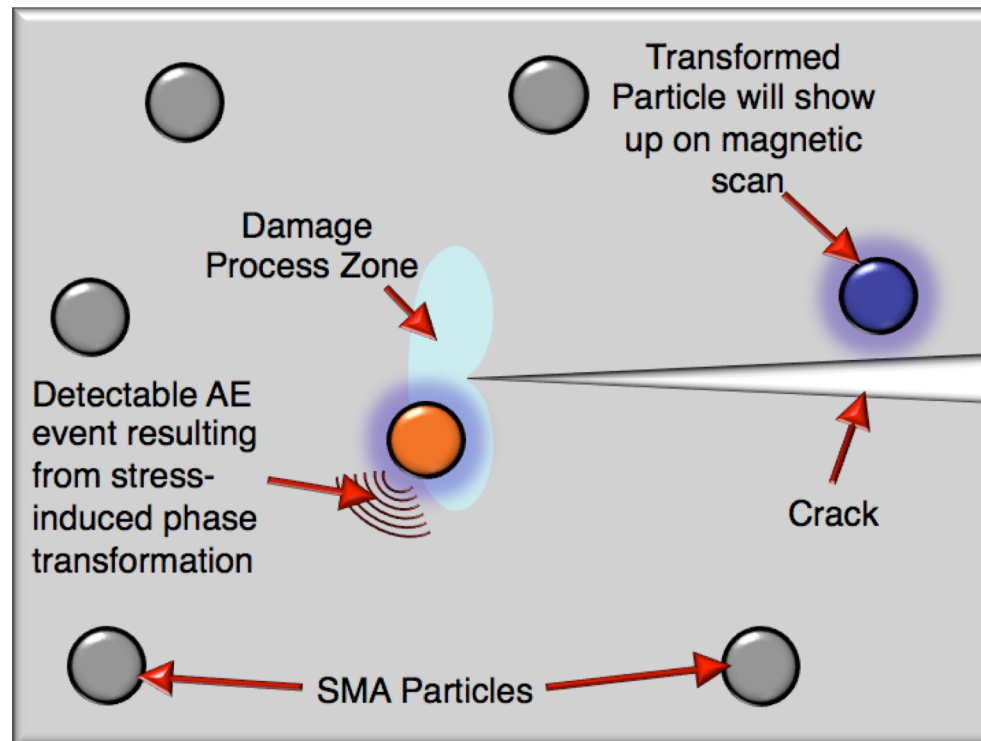 Transformed
Particle will show
up on magnetic
scan
Damage
Process Zone
Detectable AE
event resulting
from stress-
induced phase
transformation
Crack
SMA Particles